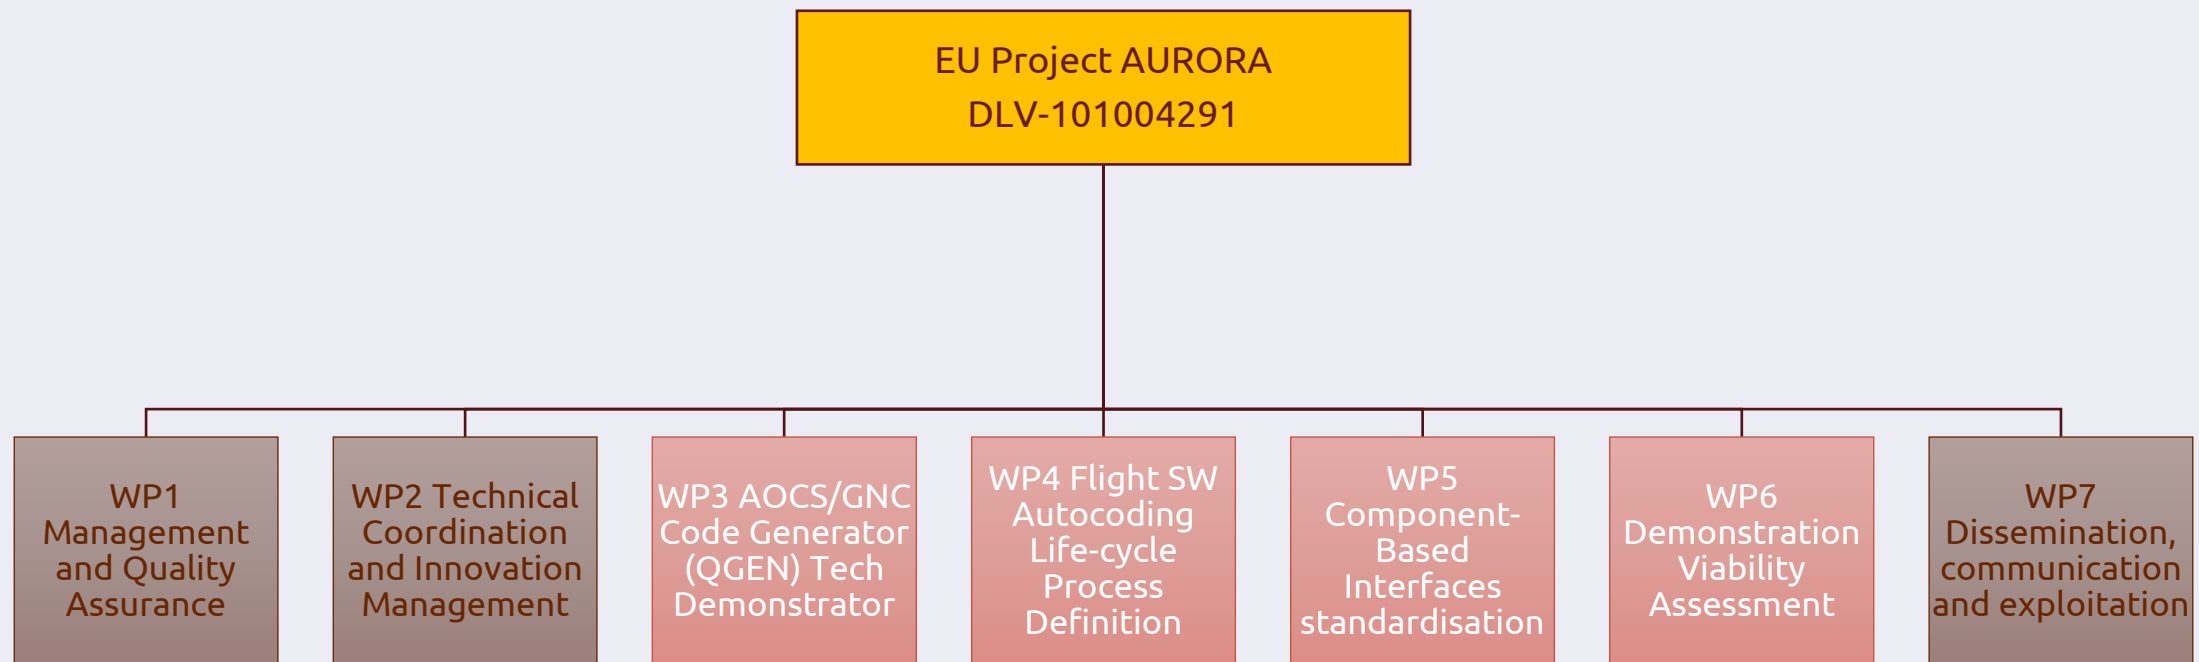 EU Project AURORA
DLV-101004291
WP1
Management
and Quality
Assurance
WP2 Technical
Coordination
and Innovation
Management
WP3 AOCS/GNC
Code Generator
(QGEN) Tech
Demonstrator
WP4 Flight SW
Autocoding
Life-cycle
Process
Definition
WP5
Component-
Based
Interfaces
standardisation
WP6
Demonstration
Viability
Assessment
WP7
Dissemination,
communication
and exploitation